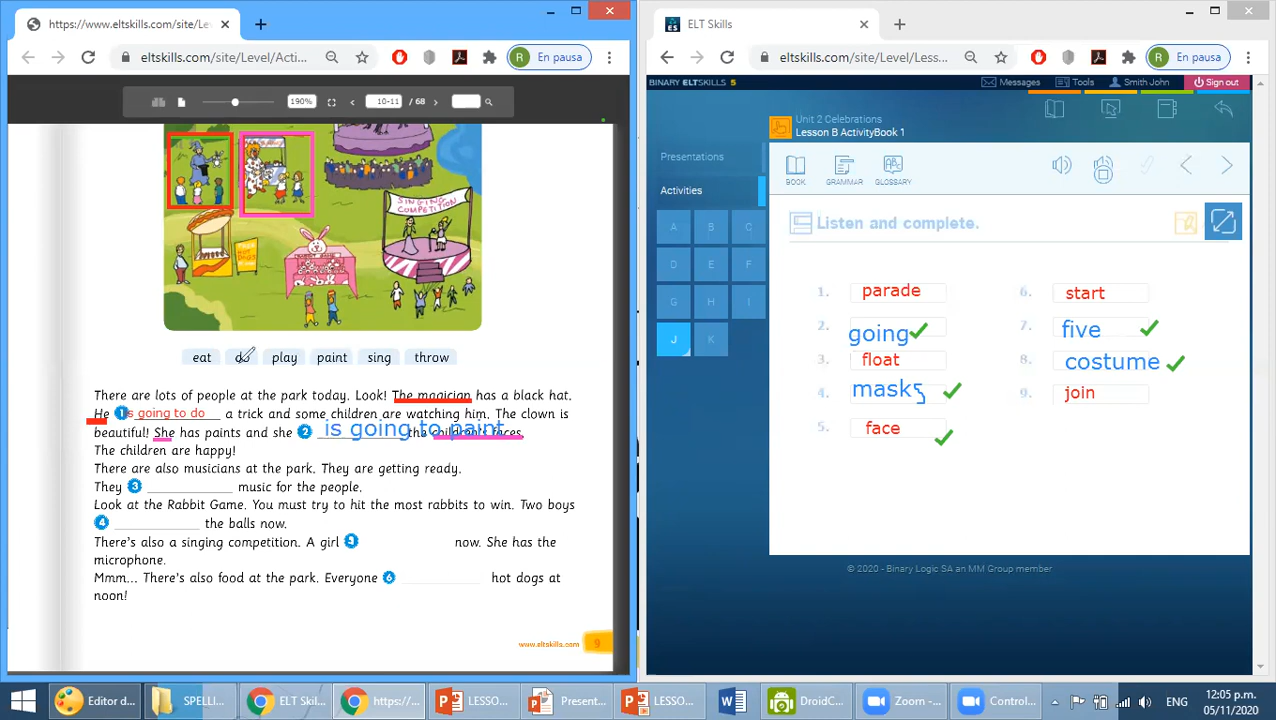 https://www.eltskills.com/site/Le
eltskills.com/site/Level/Acti...
En pausa
190%
10-11 / 68
SINGING COMPETITION
eat do play paint sing throw
There are lots of people at the park today. Look! The magician has a black hat.
He 1 is going to do a trick and some children are watching him. The clown is
beautiful! She has paints and she 2 is going to paint the children's faces.
The children are happy!
There are also musicians at the park. They are getting ready.
They 3 music for the people.
Look at the Rabbit Game. You must try to hit the most rabbits to win. Two boys
4 the balls now.
There's also a singing competition. A girl 5 now. She has the
microphone.
Mmm... There's also food at the park. Everyone 6 hot dogs at
noon!
www.eltskills.com 9
ELT Skills
eltskills.com/site/Level/Less...
En pausa
BINARY ELTSKILLS 5
Messages Tools Smith John Sign out
Unit 2 Celebrations
Lesson B ActivityBook 1
Presentations
Activities
A B C
D E F
G H I
J K
BOOK GRAMMAR GLOSSARY
Listen and complete.
1. parade
2. going
3. float
4. masks
5. face
6. start
7. five
8. costume
9. join
© 2020 - Binary Logic SA an MM Group member
Editor d...
SPELLI
ELT Skil...
https:/...
LESSO...
Present...
LESSO...
DroidC...
Zoom -...
Control...
ENG
12:05 p.m.
05/11/2020